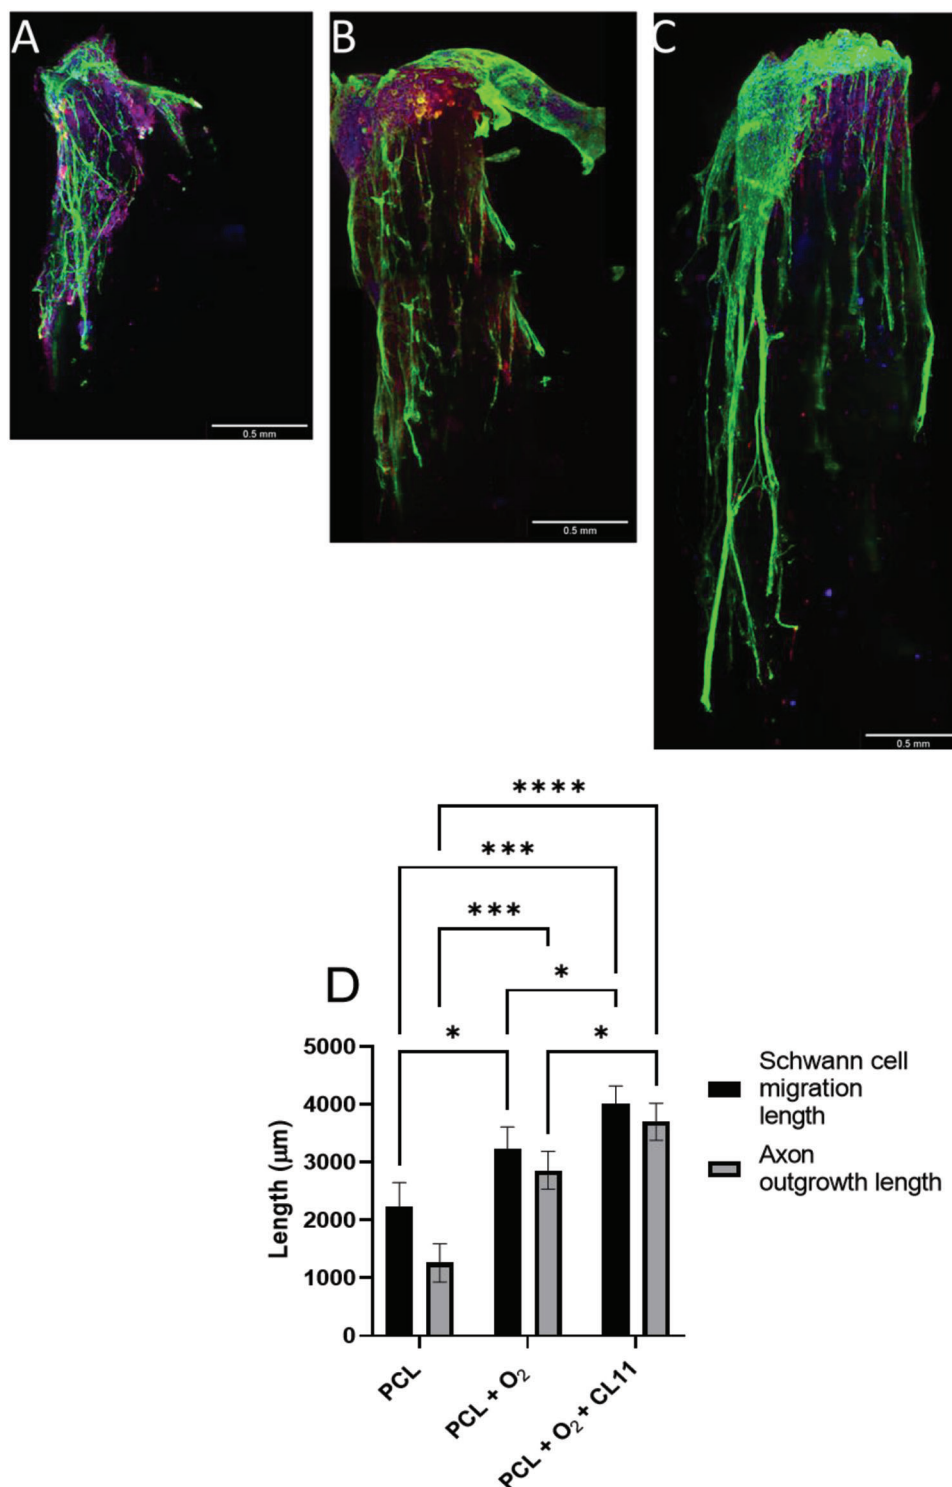 A
B
C
0.5 mm
0.5 mm
0.5 mm
****
***
***
*
D
*
*
5000
4000
3000
2000
1000
0
Length (µm)
Schwann cell
migration
length
Axon
outgrowth length
PCL
PCL + O₂
PCL + O₂ + CL11